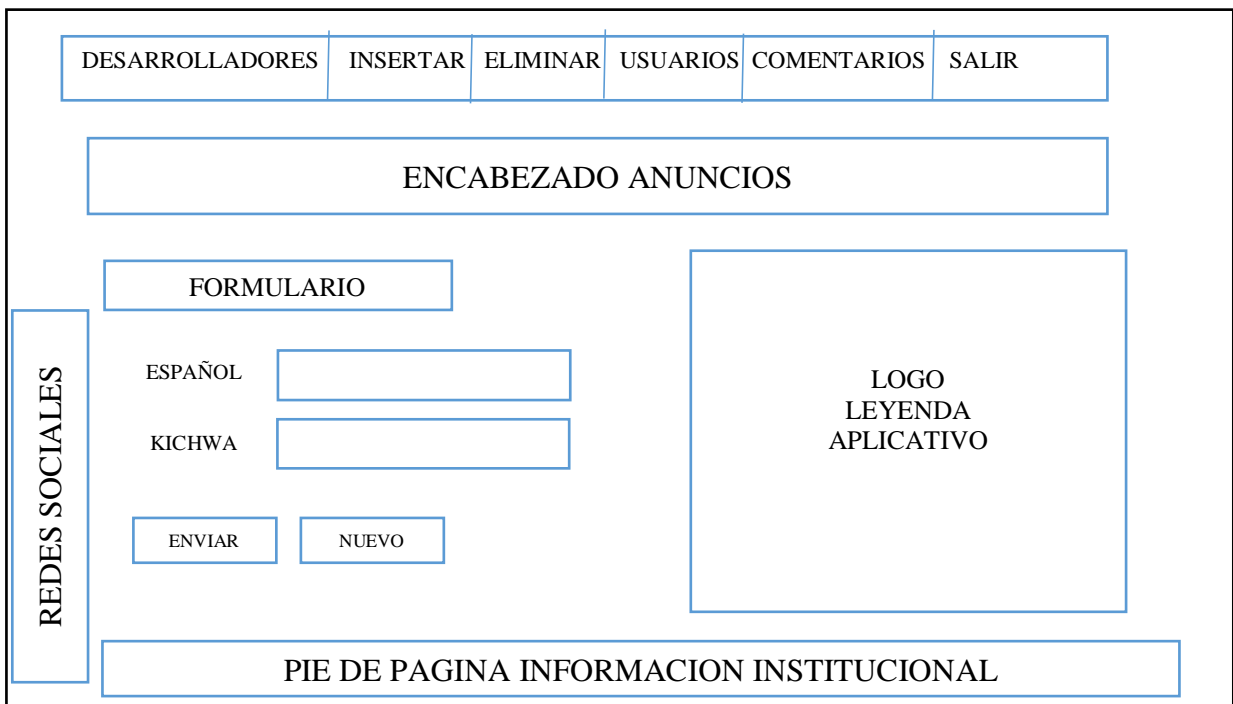 DESARROLLADORES INSERTAR ELIMINAR USUARIOS COMENTARIOS SALIR
ENCABEZADO ANUNCIOS
FORMULARIO
ESPAÑOL
KICHWA
ENVIAR NUEVO
LOGO
LEYENDA
APLICATIVO
REDES SOCIALES
PIE DE PAGINA INFORMACION INSTITUCIONAL